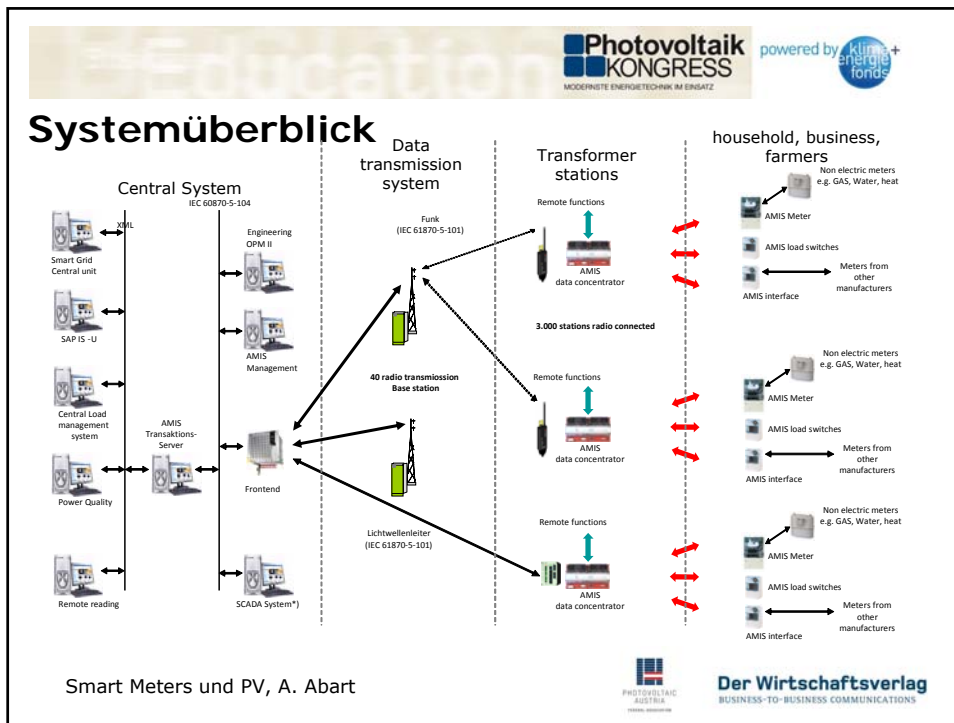 Education
Photovoltaik
KONGRESS
MODERNSTE ENERGIETECHNIK IM EINSATZ
powered by
klima+
energie
fonds
Systemüberblick
Central System
IEC 60870-5-104
XML
Smart Grid
Central unit
SAP IS -U
Central Load
management
system
Power Quality
Remote reading
AMIS
Transaktions-
Server
Engineering
OPM II
AMIS
Management
Frontend
SCADA System*)
Data
transmission
system
Funk
(IEC 61870-5-101)
40 radio transmiossion
Base station
Lichtwellenleiter
(IEC 61870-5-101)
Transformer
stations
Remote functions
AMIS
data concentrator
3.000 stations radio connected
Remote functions
AMIS
data concentrator
Remote functions
AMIS
data concentrator
household, business,
farmers
Non electric meters
e.g. GAS, Water, heat
AMIS Meter
AMIS load switches
Meters from
other
manufacturers
AMIS interface
Non electric meters
e.g. GAS, Water, heat
AMIS Meter
AMIS load switches
Meters from
other
manufacturers
AMIS interface
Non electric meters
e.g. GAS, Water, heat
AMIS Meter
AMIS load switches
Meters from
other
manufacturers
AMIS interface
Smart Meters und PV, A. Abart
PHOTOVOLTAIC
AUSTRIA
FEDERAL ASSOCIATION
Der Wirtschaftsverlag
BUSINESS-TO-BUSINESS COMMUNICATIONS